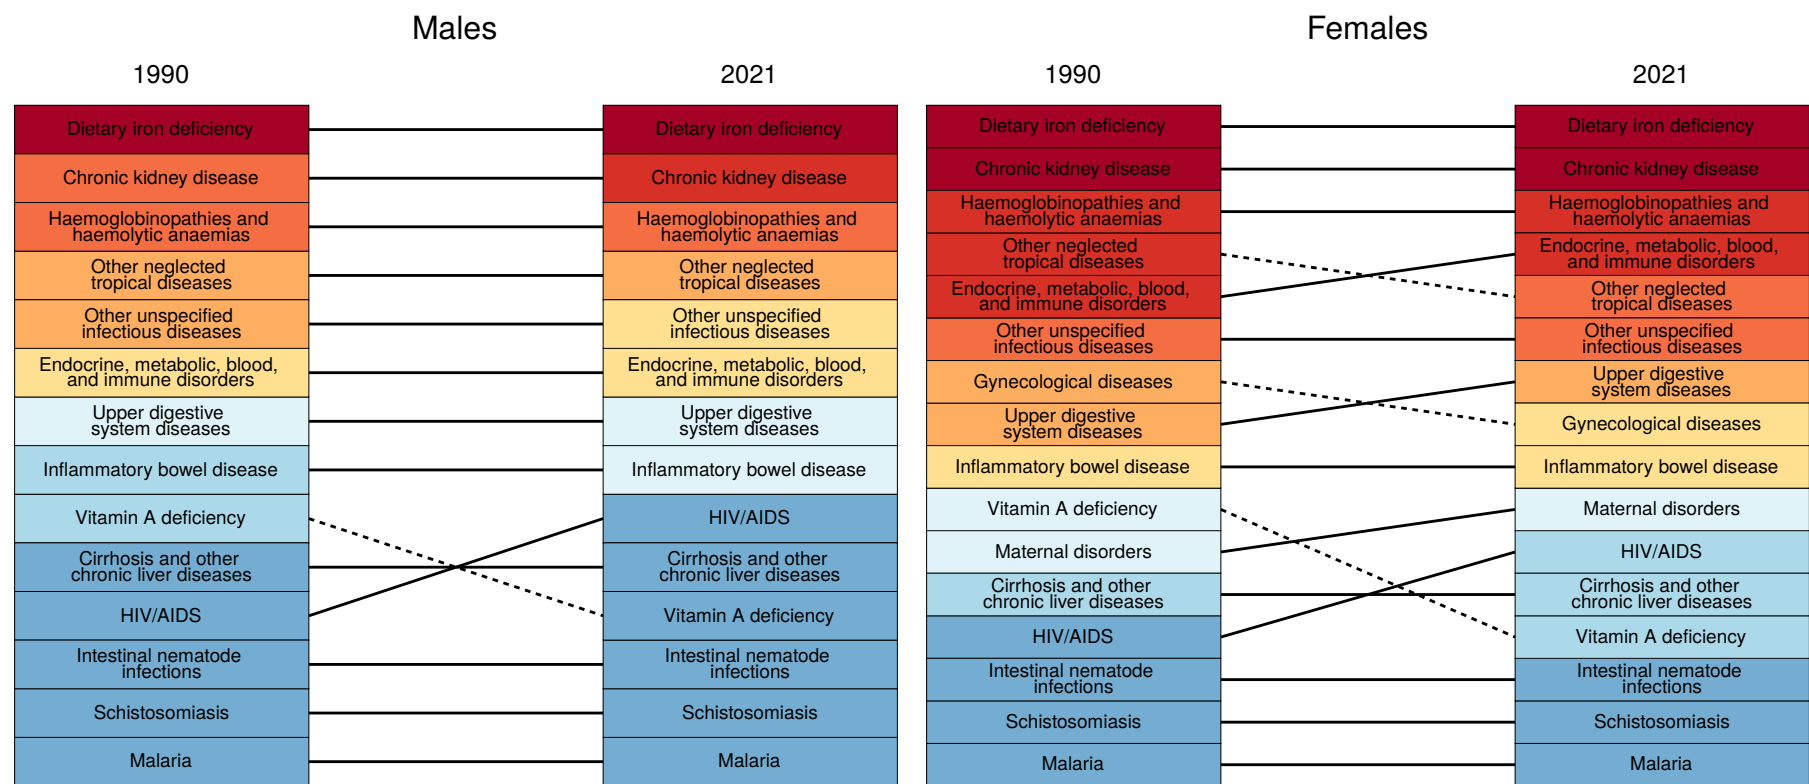 Males
1990
2021
Dietary iron deficiency
Chronic kidney disease
Haemoglobinopathies and
haemolytic anaemias
Other neglected
tropical diseases
Other unspecified
infectious diseases
Endocrine, metabolic, blood,
and immune disorders
Upper digestive
system diseases
Inflammatory bowel disease
Vitamin A deficiency
Cirrhosis and other
chronic liver diseases
HIV/AIDS
Intestinal nematode
infections
Schistosomiasis
Malaria
Dietary iron deficiency
Chronic kidney disease
Haemoglobinopathies and
haemolytic anaemias
Other neglected
tropical diseases
Other unspecified
infectious diseases
Endocrine, metabolic, blood,
and immune disorders
Upper digestive
system diseases
Inflammatory bowel disease
HIV/AIDS
Cirrhosis and other
chronic liver diseases
Vitamin A deficiency
Intestinal nematode
infections
Schistosomiasis
Malaria
Females
1990
2021
Dietary iron deficiency
Chronic kidney disease
Haemoglobinopathies and
haemolytic anaemias
Other neglected
tropical diseases
Endocrine, metabolic, blood,
and immune disorders
Other unspecified
infectious diseases
Gynecological diseases
Upper digestive
system diseases
Inflammatory bowel disease
Vitamin A deficiency
Maternal disorders
Cirrhosis and other
chronic liver diseases
HIV/AIDS
Intestinal nematode
infections
Schistosomiasis
Malaria
Dietary iron deficiency
Chronic kidney disease
Haemoglobinopathies and
haemolytic anaemias
Endocrine, metabolic, blood,
and immune disorders
Other neglected
tropical diseases
Other unspecified
infectious diseases
Upper digestive
system diseases
Gynecological diseases
Inflammatory bowel disease
Maternal disorders
HIV/AIDS
Cirrhosis and other
chronic liver diseases
Vitamin A deficiency
Intestinal nematode
infections
Schistosomiasis
Malaria